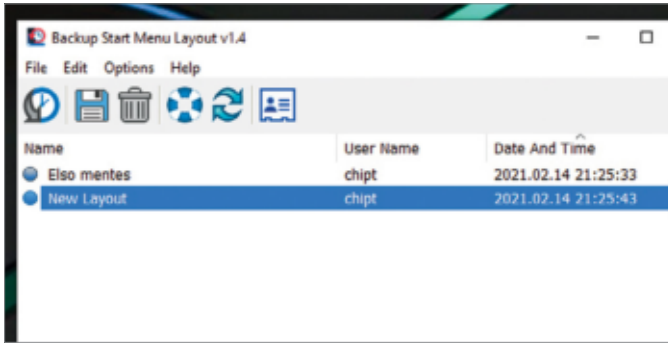 Backup Start Menu Layout v1.4
File Edit Options Help
Name User Name Date And Time
Elso mentes chipt 2021.02.14 21:25:33
New Layout chipt 2021.02.14 21:25:43